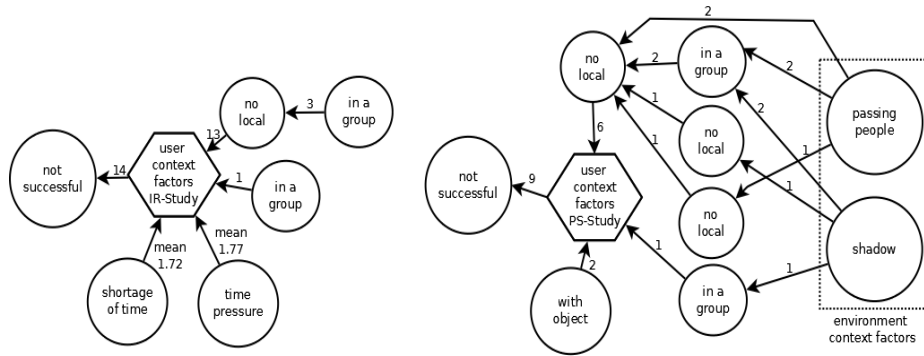 not
successful
14
user
context
factors
IR-Study
13
no
local
3
in a
group
1
in a
group
mean
1.72
mean
1.77
shortage
of time
time
pressure
not
successful
9
user
context
factors
PS-Study
6
no
local
2
2
in a
group
2
2
1
no
local
1
1
no
local
1
1
in a
group
1
2
with
object
passing
people
shadow
environment
context factors